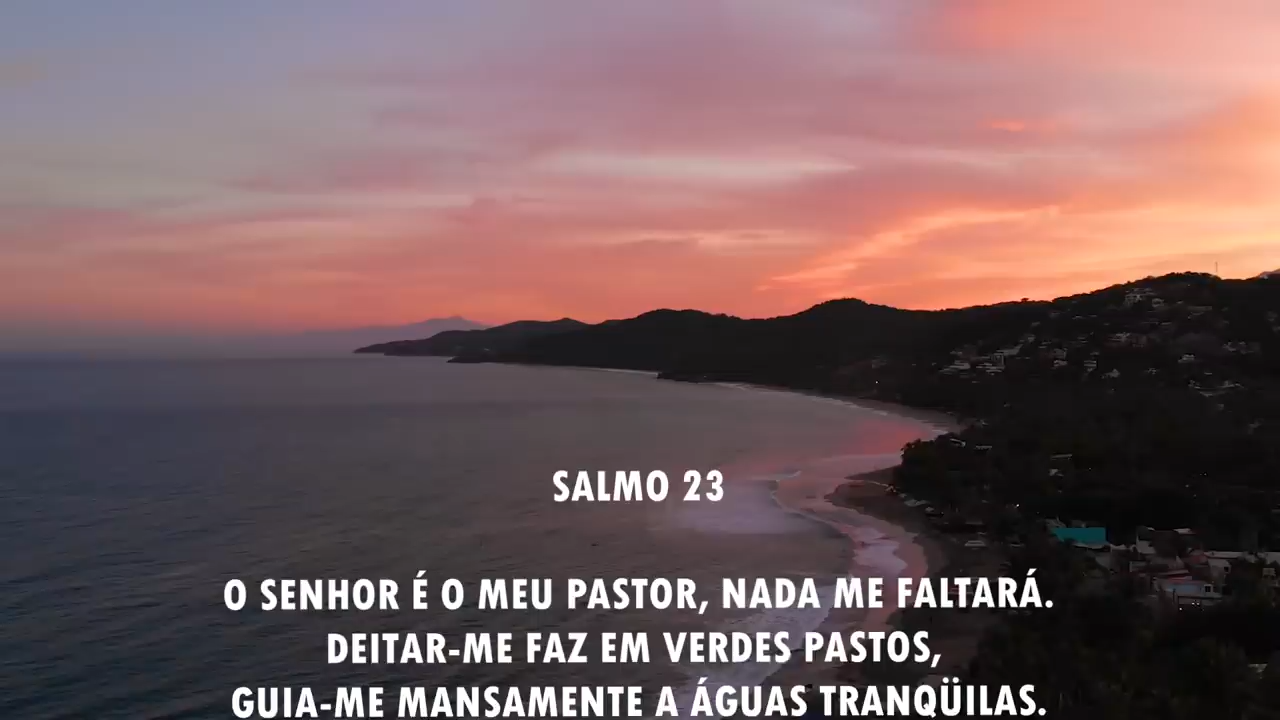 SALMO 23
O SENHOR É O MEU PASTOR, NADA ME FALTARÁ.
DEITAR-ME FAZ EM VERDES PASTOS,
GUIA-ME MANSAMENTE A ÁGUAS TRANQÜILAS.